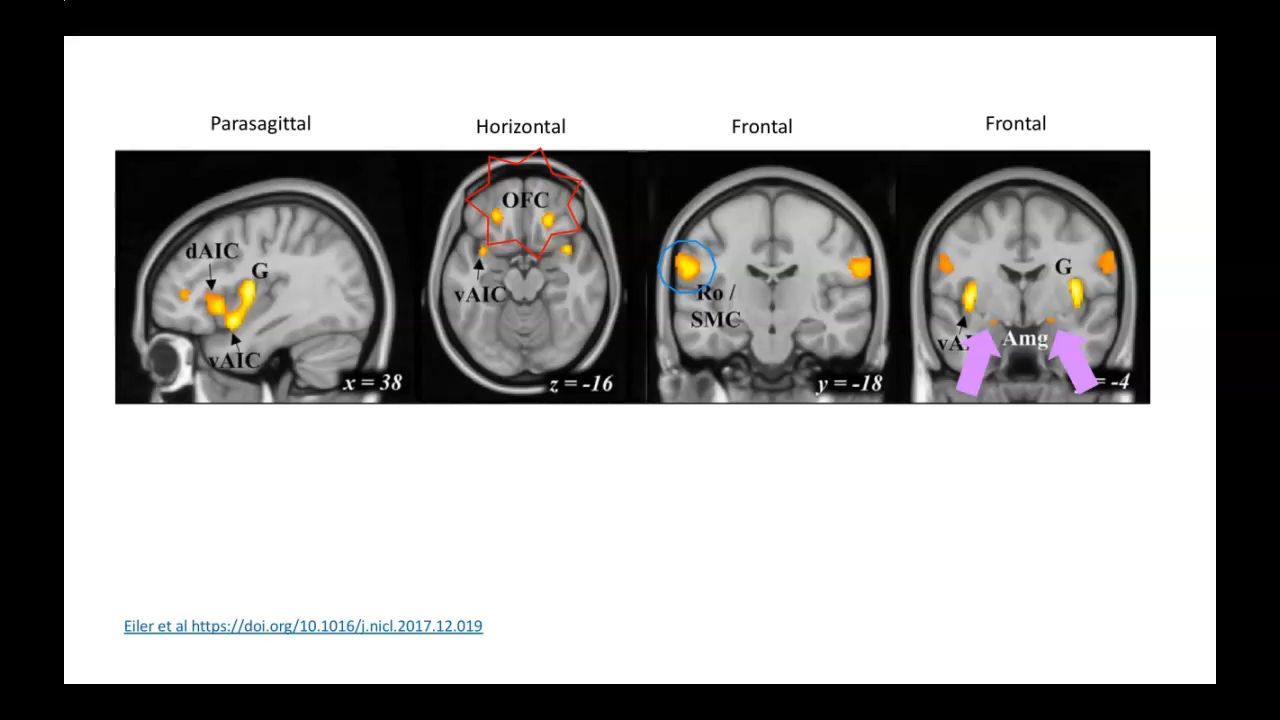 Parasagittal
Horizontal
Frontal
Frontal
dAIC
G
vAIC
x = 38
OFC
vAIC
z = -16
Ro /
SMC
y = -18
G
Amg
= -4
Eiler et al https://doi.org/10.1016/j.nicl.2017.12.019